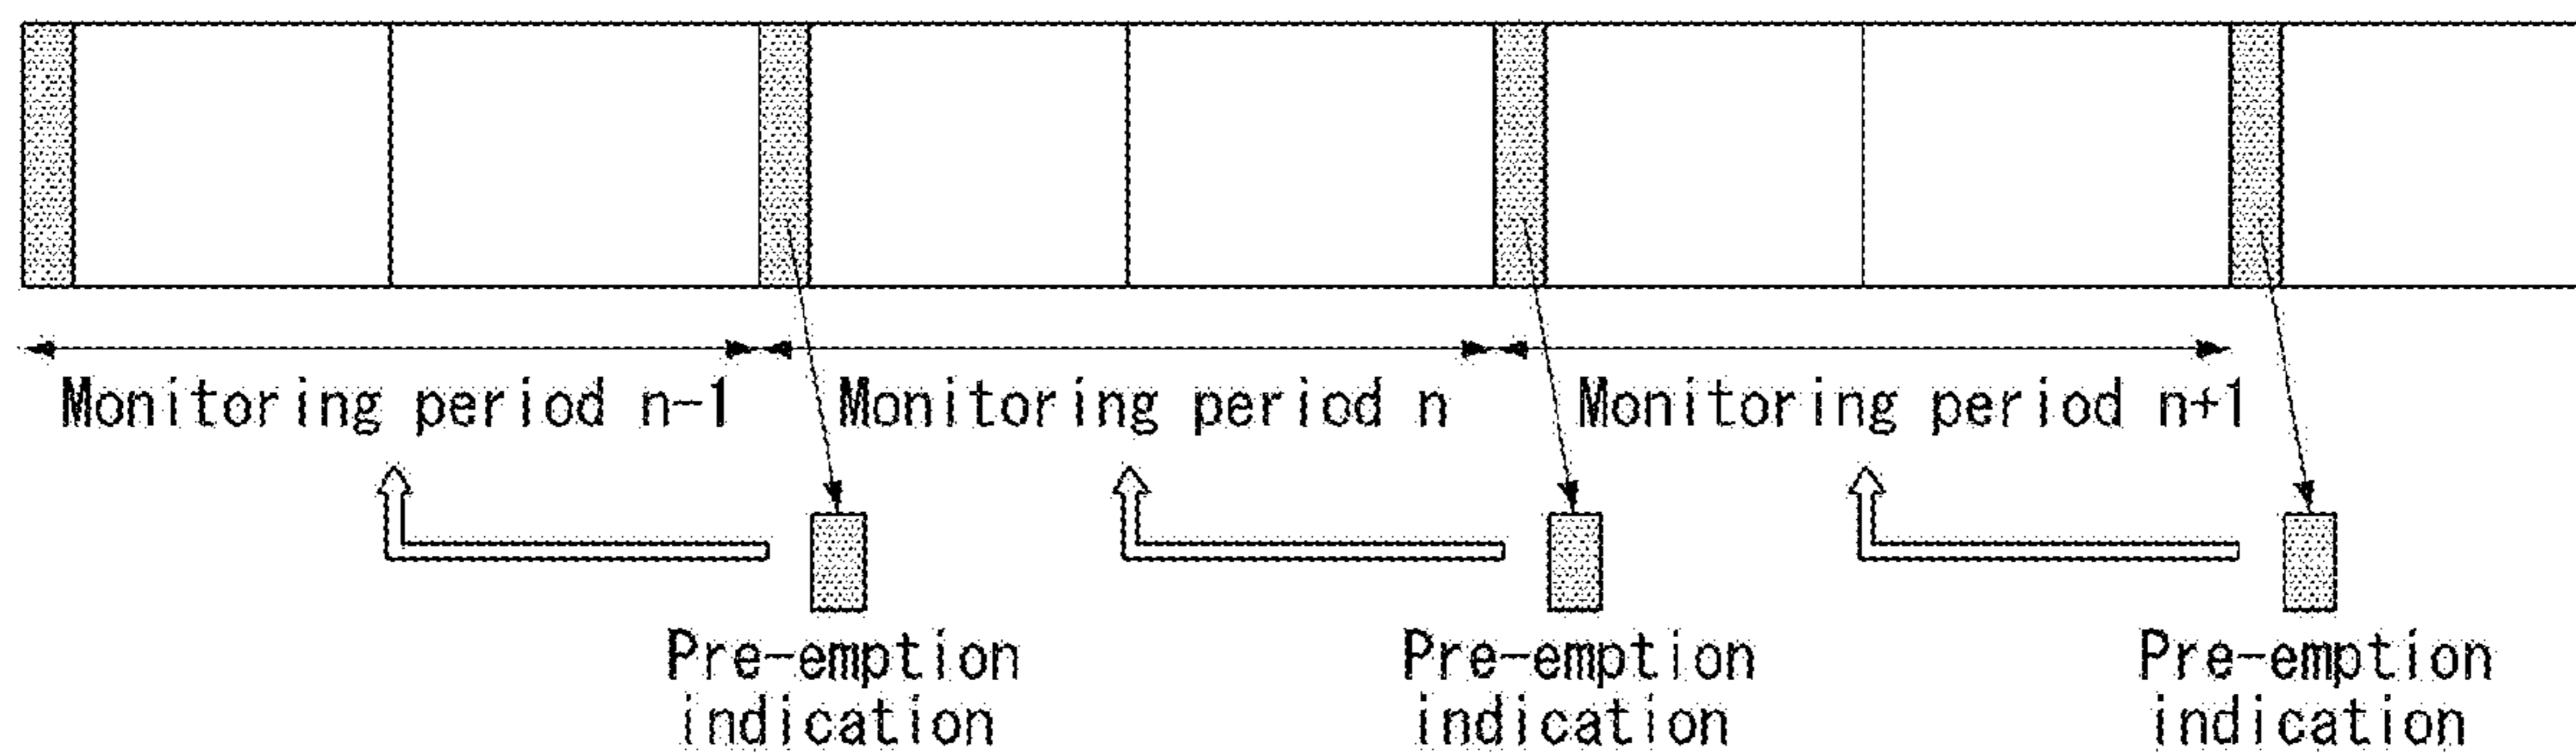 Monitoring period n-1
Monitoring period n
Monitoring period n+1
Pre-emption
indication
Pre-emption
indication
Pre-emption
indication